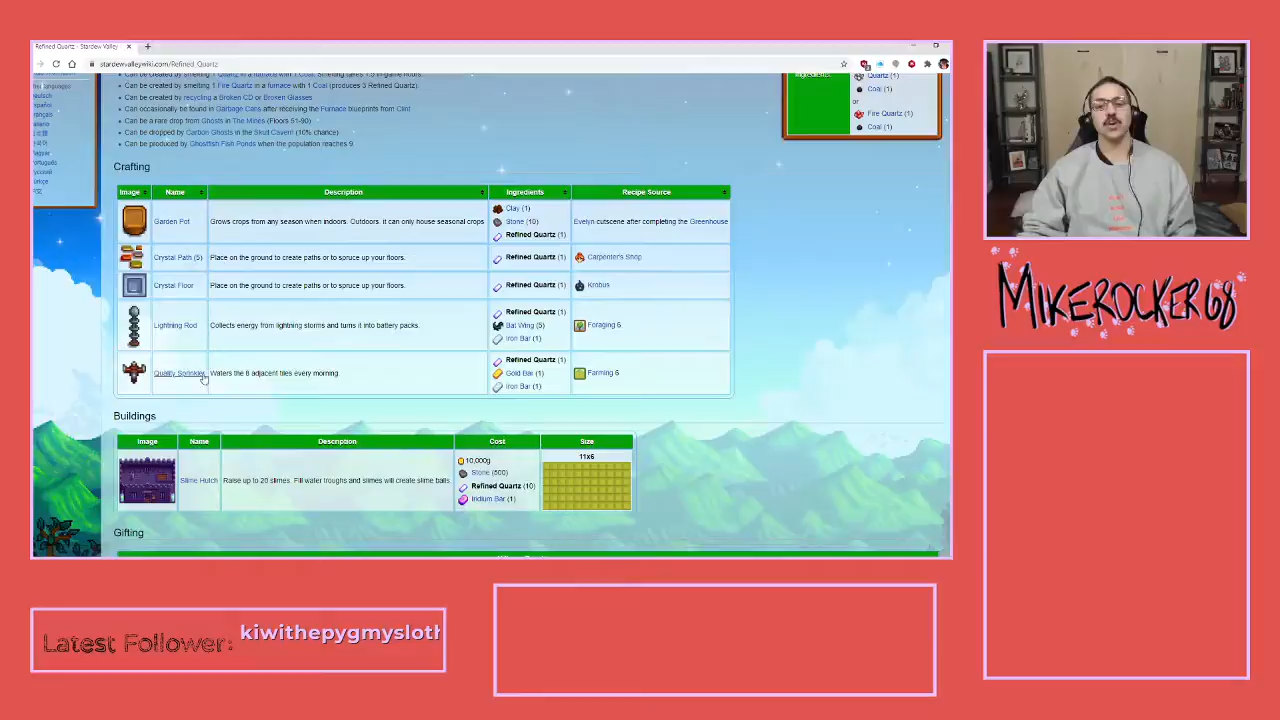 Refined Quartz - Stardew Valley
stardewvalleywiki.com/Refined_Quartz
Can be created by smelting 1 Fire Quartz in a furnace with 1 Coal (produces 3 Refined Quartz).
Can be created by recycling a Broken CD or Broken Glasses
Can occasionally be found in Garbage Cans after receiving the Furnace blueprints from Clint
Can be a rare drop from Ghosts in The Mines (Floors 51-90)
Can be dropped by Carbon Ghosts in the Skull Cavern (10% chance)
Can be produced by Ghostfish Fish Ponds when the population reaches 9.
Quartz (1)
Coal (1)
or
Fire Quartz (1)
Coal (1)
Crafting
Image Name Description Ingredients Recipe Source
Garden Pot Grows crops from any season when indoors. Outdoors, it can only house seasonal crops Clay (1) Stone (10) Refined Quartz (1) Evelyn cutscene after completing the Greenhouse
Crystal Path (5) Place on the ground to create paths or to spruce up your floors. Refined Quartz (1) Carpenter's Shop
Crystal Floor Place on the ground to create paths or to spruce up your floors. Refined Quartz (1) Krobus
Lightning Rod Collects energy from lightning storms and turns it into battery packs. Refined Quartz (1) Bat Wing (5) Iron Bar (1) Foraging 6
Quality Sprinkler Waters the 8 adjacent tiles every morning. Refined Quartz (1) Gold Bar (1) Iron Bar (1) Farming 6
Buildings
Image Name Description Cost Size
Slime Hutch Raise up to 20 slimes. Fill water troughs and slimes will create slime balls. 10,000g Stone (500) Refined Quartz (10) Iridium Bar (1) 11x6
Gifting
MIKEROCKER68
Latest Follower: kiwithepygmysloth